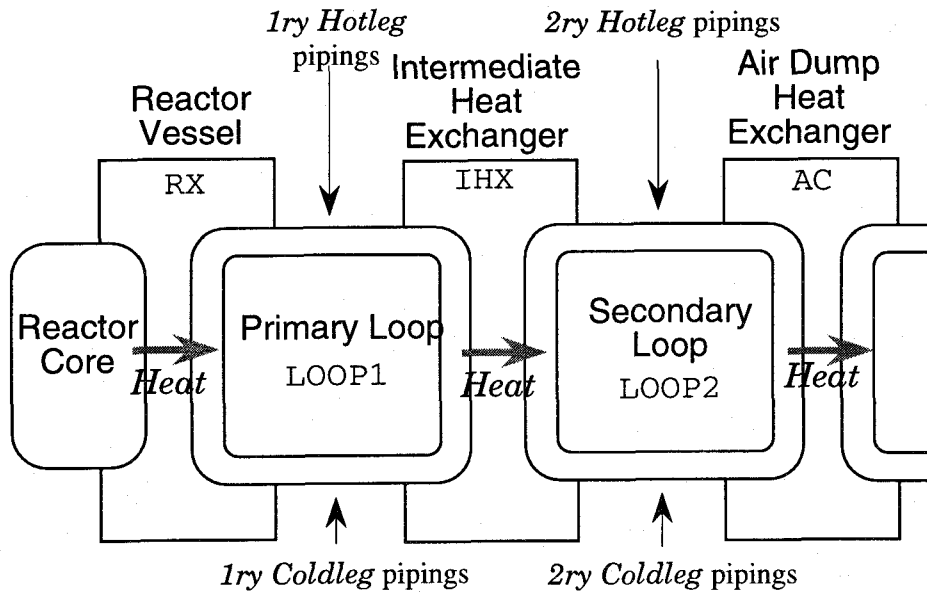 1ry Hotleg
pipings
2ry Hotleg pipings
Reactor
Vessel
RX
Intermediate
Heat
Exchanger
IHX
Air Dump
Heat
Exchanger
AC
Reactor
Core
Heat
Primary Loop
LOOP1
Heat
Secondary
Loop
LOOP2
Heat
1ry Coldleg pipings
2ry Coldleg pipings